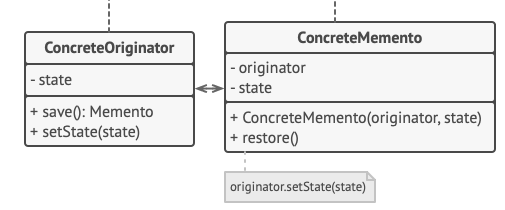 ConcreteOriginator
- state
+ save(): Memento
+ setState(state)
ConcreteMemento
- originator
- state
+ ConcreteMemento(originator, state)
+ restore()
originator.setState(state)